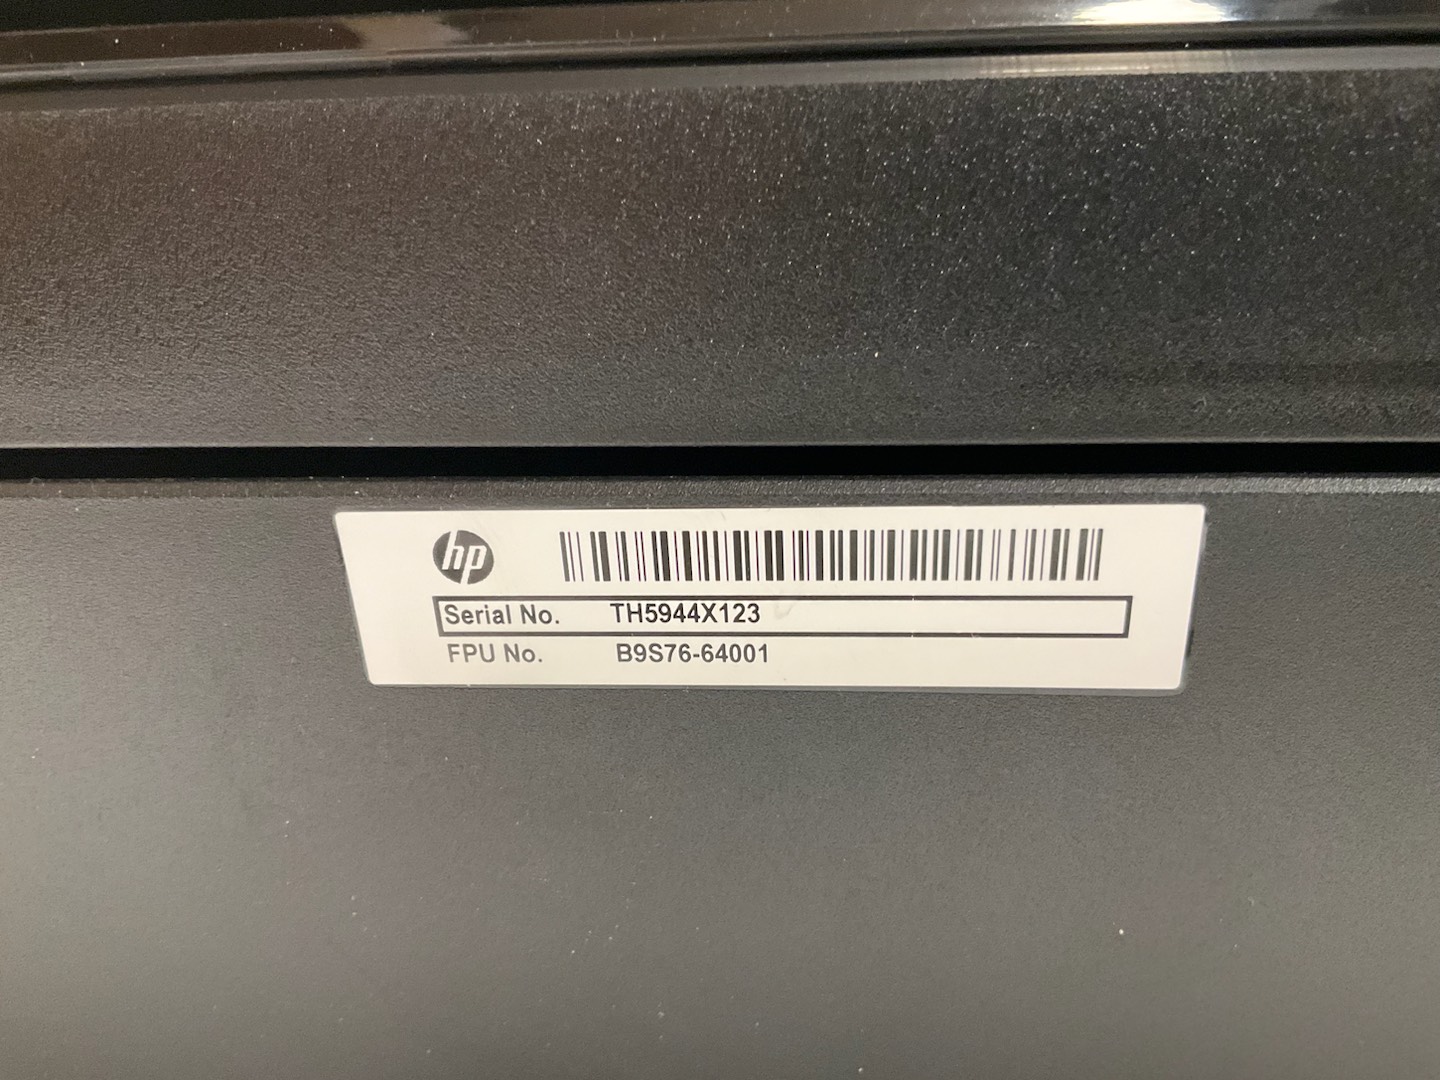 hp
Serial No. TH5944X123
FPU No. B9S76-64001